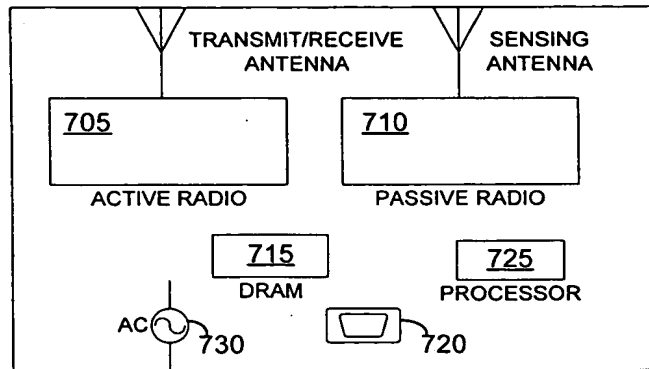 TRANSMIT/RECEIVE ANTENNA
SENSING ANTENNA
705
710
ACTIVE RADIO
PASSIVE RADIO
715
725
DRAM
PROCESSOR
AC
730
720